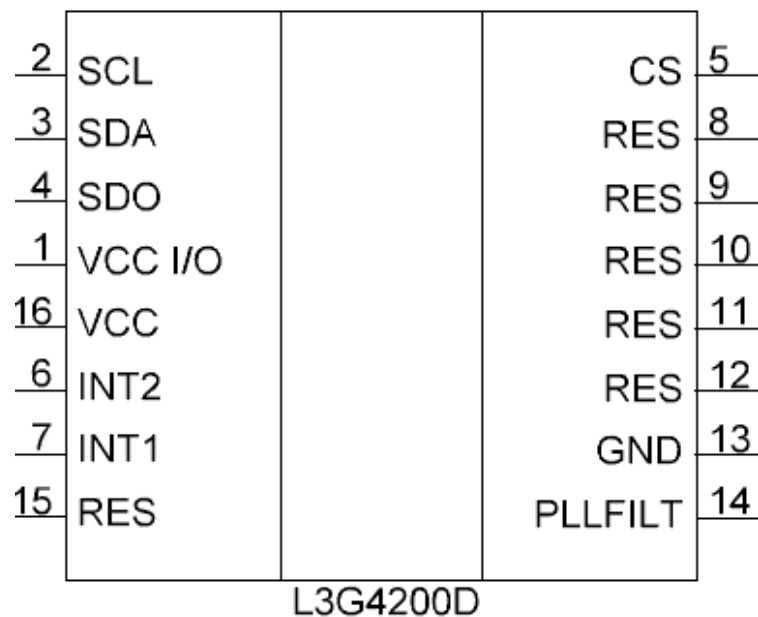 2 SCL CS 5
3 SDA RES 8
4 SDO RES 9
1 VCC I/O RES 10
16 VCC RES 11
6 INT2 RES 12
7 INT1 GND 13
15 RES PLLFILT 14
L3G4200D